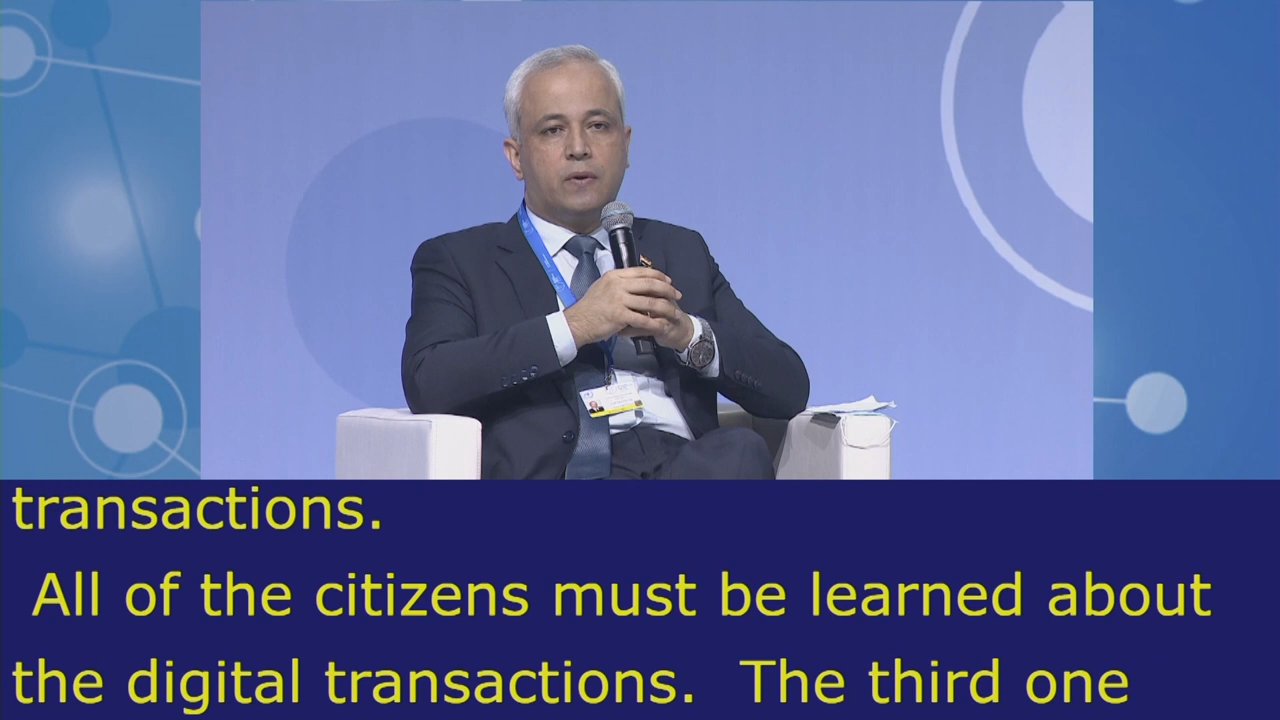 transactions.
All of the citizens must be learned about
the digital transactions.  The third one